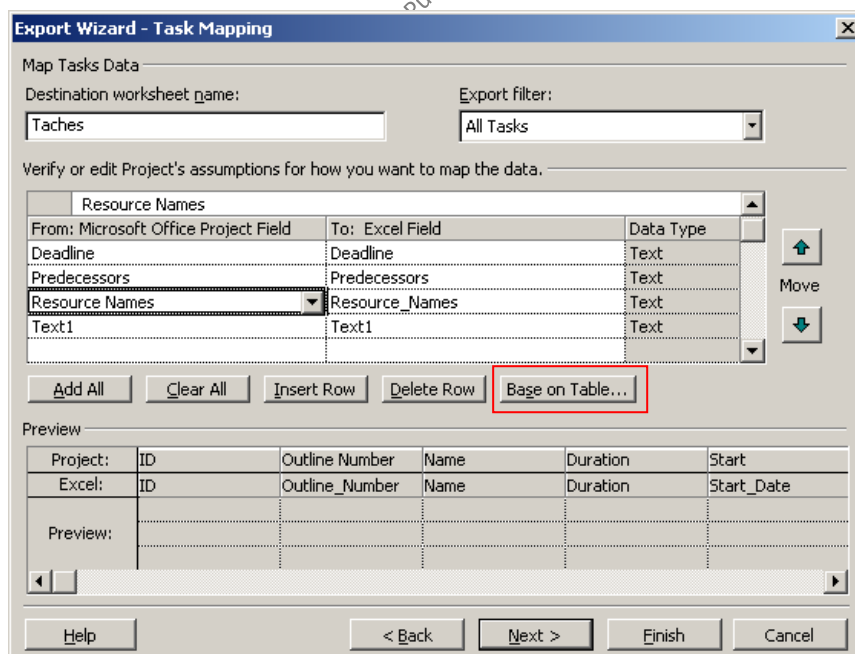 Export Wizard - Task Mapping
Map Tasks Data
Destination worksheet name: Export filter:
Taches All Tasks
Verify or edit Project's assumptions for how you want to map the data.
Resource Names
From: Microsoft Office Project Field To: Excel Field Data Type
Deadline Deadline Text
Predecessors Predecessors Text
Move
Resource Names Resource_Names Text
Text1 Text1 Text
Add All Clear All Insert Row Delete Row Base on Table...
Preview
Project: ID Outline Number Name Duration Start
Excel: ID Outline_Number Name Duration Start_Date
Preview:
Help < Back Next > Finish Cancel